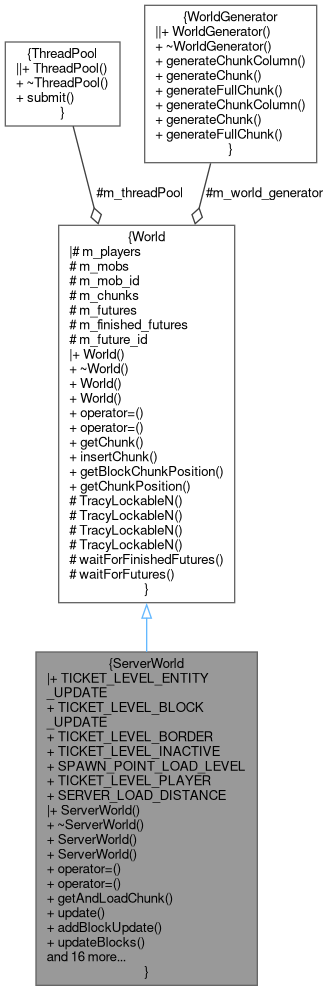 {ThreadPool
||+ ThreadPool()
+ ~ThreadPool()
+ submit()
}
{WorldGenerator
||+ WorldGenerator()
+ ~WorldGenerator()
+ generateChunkColumn()
+ generateChunk()
+ generateFullChunk()
+ generateChunkColumn()
+ generateChunk()
+ generateFullChunk()
}
#m_threadPool
#m_world_generator
{World
|# m_players
# m_mobs
# m_mob_id
# m_chunks
# m_futures
# m_finished_futures
# m_future_id
|+ World()
+ ~World()
+ World()
+ World()
+ operator=()
+ operator=()
+ getChunk()
+ insertChunk()
+ getBlockChunkPosition()
+ getChunkPosition()
# TracyLockableN()
# TracyLockableN()
# TracyLockableN()
# TracyLockableN()
# waitForFinishedFutures()
# waitForFutures()
}
{ServerWorld
|+ TICKET_LEVEL_ENTITY
_UPDATE
+ TICKET_LEVEL_BLOCK
_UPDATE
+ TICKET_LEVEL_BORDER
+ TICKET_LEVEL_INACTIVE
+ SPAWN_POINT_LOAD_LEVEL
+ TICKET_LEVEL_PLAYER
+ SERVER_LOAD_DISTANCE
|+ ServerWorld()
+ ~ServerWorld()
+ ServerWorld()
+ ServerWorld()
+ operator=()
+ operator=()
+ getAndLoadChunk()
+ update()
+ addBlockUpdate()
+ updateBlocks()
and 16 more...
}